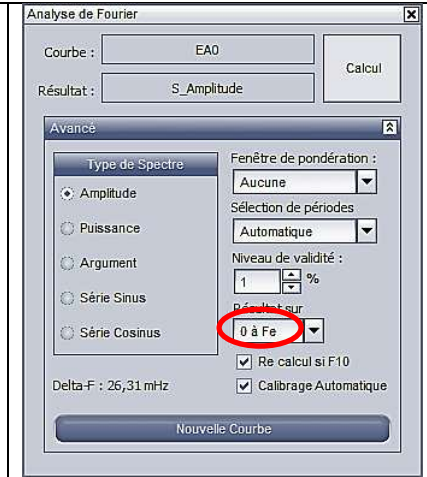 Analyse de Fourier
Courbe : EA0
Calcul
Résultat : S_Amplitude
Avancé
Type de Spectre
Amplitude
Puissance
Argument
Série Sinus
Série Cosinus
Fenêtre de pondération :
Aucune
Sélection de périodes
Automatique
Niveau de validité :
1 %
Résultat sur
0 à Fe
Re calcul si F10
Delta-F : 26,31 mHz
Calibrage Automatique
Nouvelle Courbe